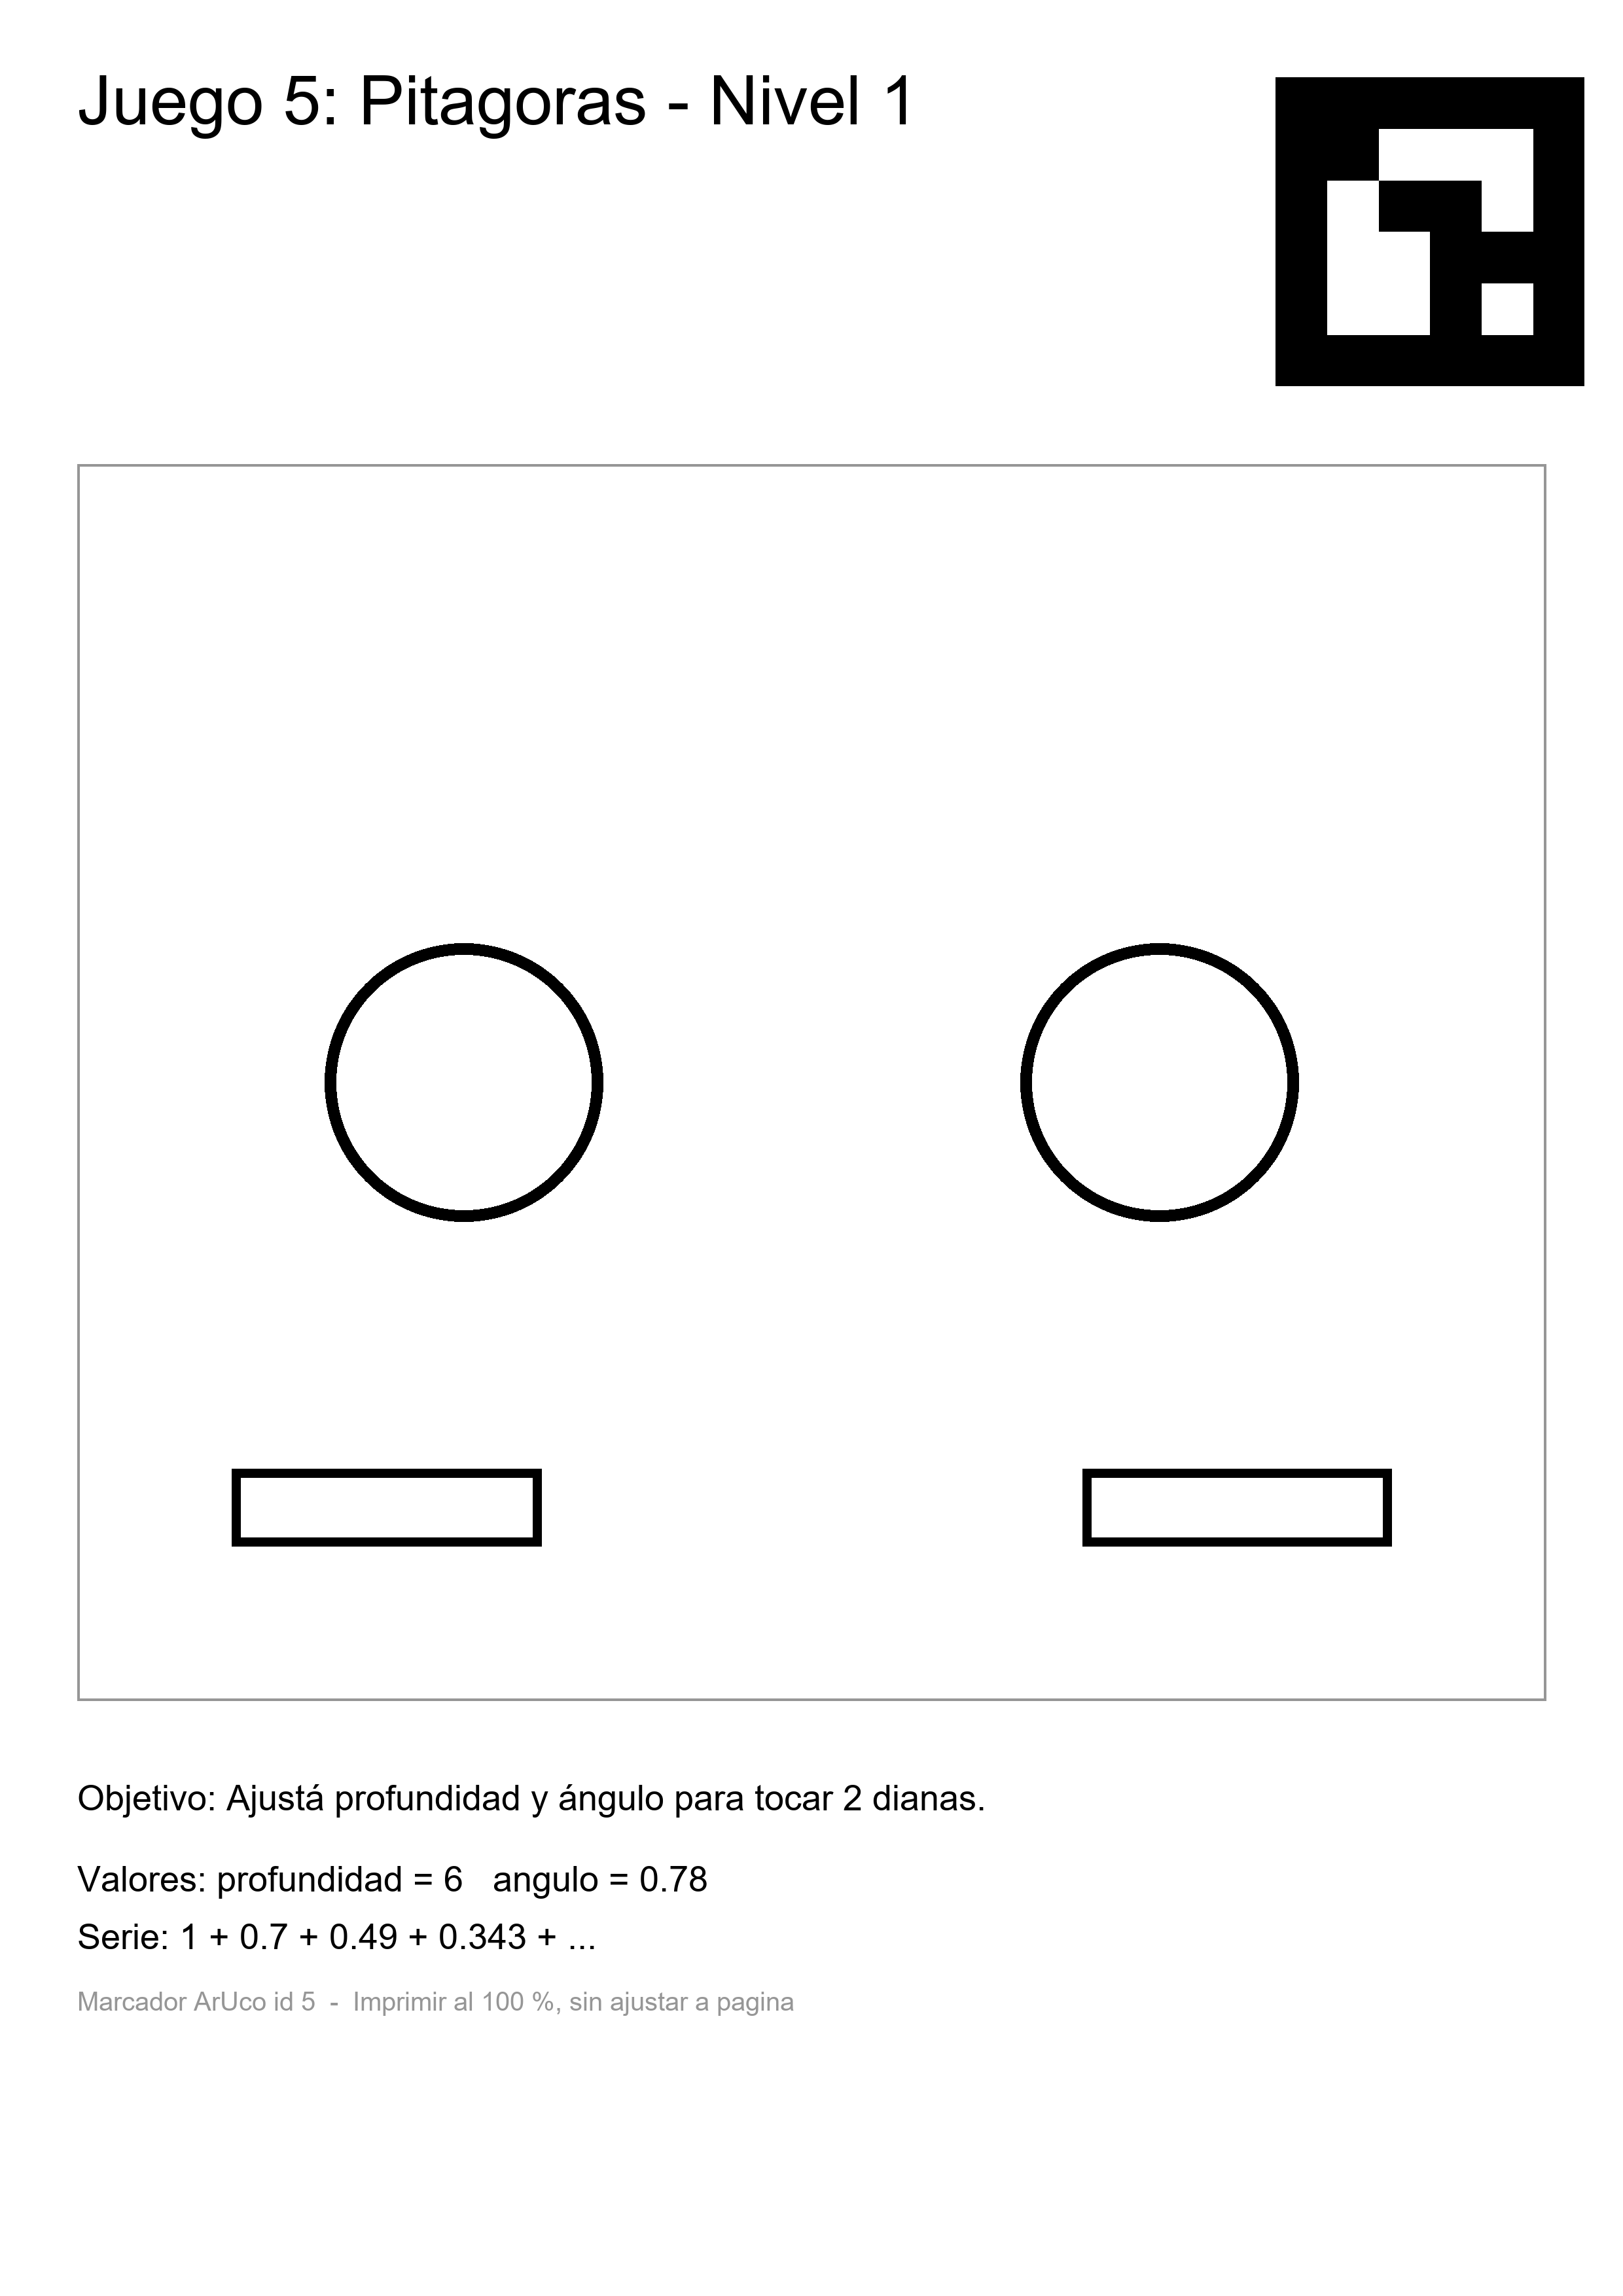 Juego 5: Pitagoras - Nivel 1
Objetivo: Ajustá profundidad y ángulo para tocar 2 dianas.
Valores: profundidad = 6   angulo = 0.78
Serie: 1 + 0.7 + 0.49 + 0.343 + ...
Marcador ArUco id 5  -  Imprimir al 100 %, sin ajustar a pagina